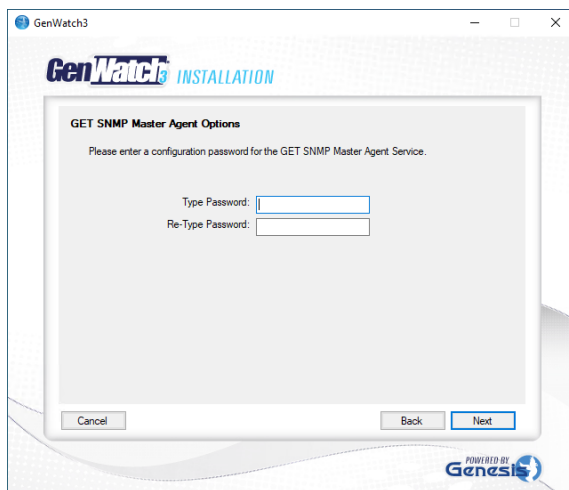 GenWatch3
GenWatch3 INSTALLATION
GET SNMP Master Agent Options
Please enter a configuration password for the GET SNMP Master Agent Service.
Type Password:
Re-Type Password:
Cancel Back Next
POWERED BY
Genesis